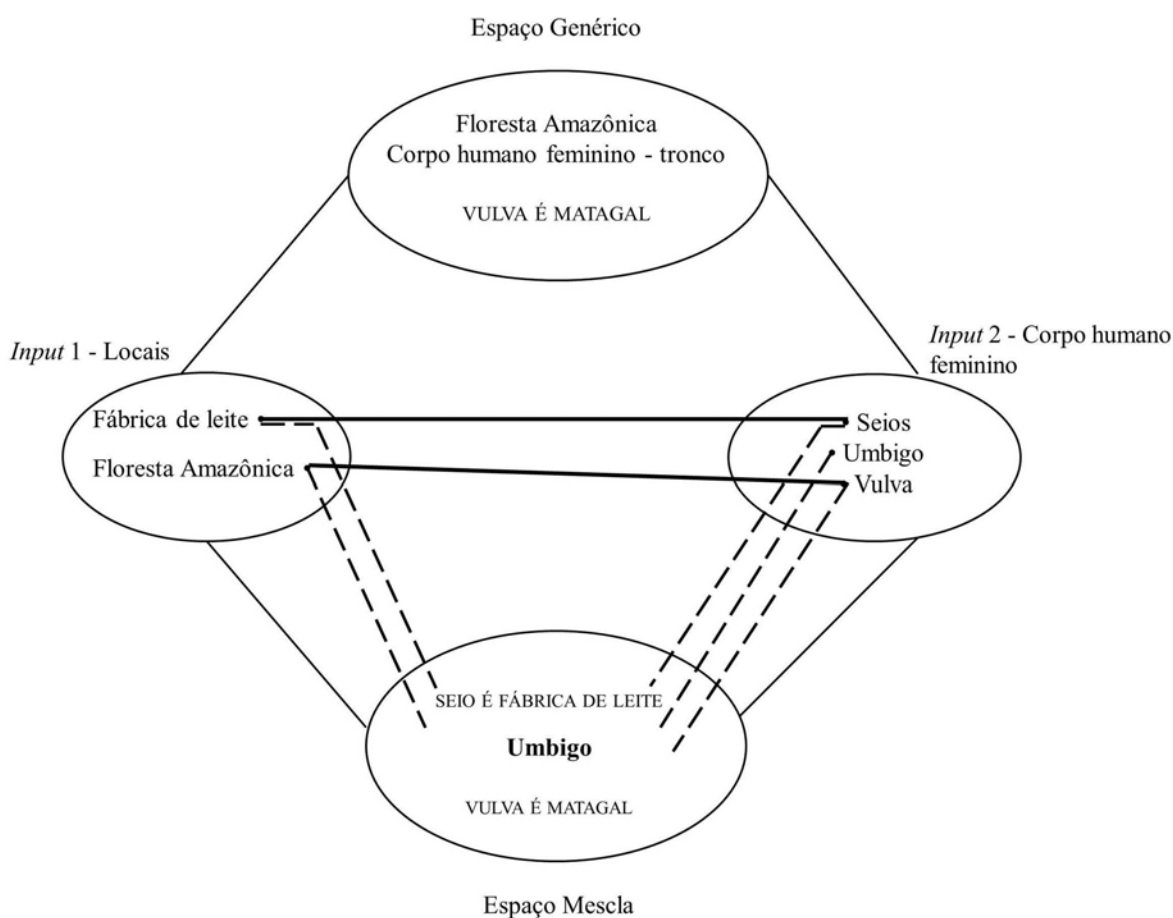 Espaço Genérico
Floresta Amazônica
Corpo humano feminino - tronco
VULVA É MATAGAL
Input 1 - Locais
Input 2 - Corpo humano
feminino
Fábrica de leite
Floresta Amazônica
Seios
Umbigo
Vulva
SEIO É FÁBRICA DE LEITE
Umbigo
VULVA É MATAGAL
Espaço Mescla